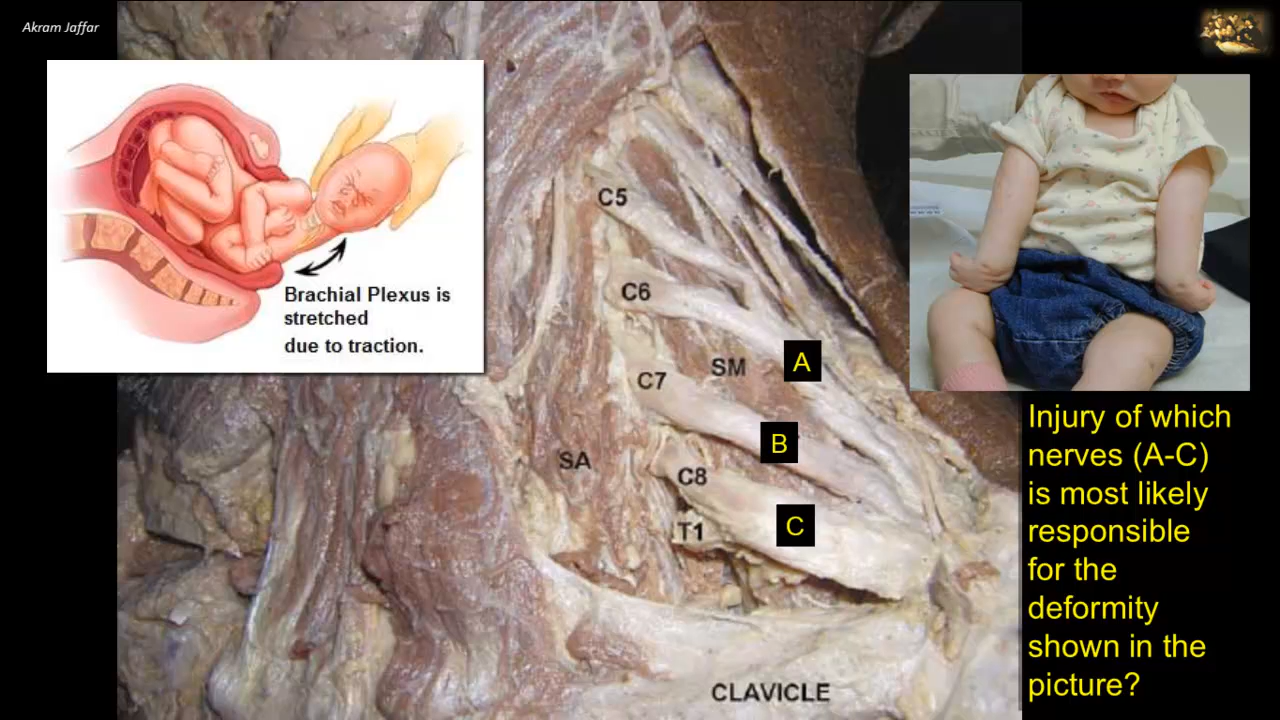 Akram Jaffar
Brachial Plexus is
stretched
due to traction.
C5
C6
C7
SM
A
B
SA
C8
T1
C
CLAVICLE
Injury of which
nerves (A-C)
is most likely
responsible
for the
deformity
shown in the
picture?